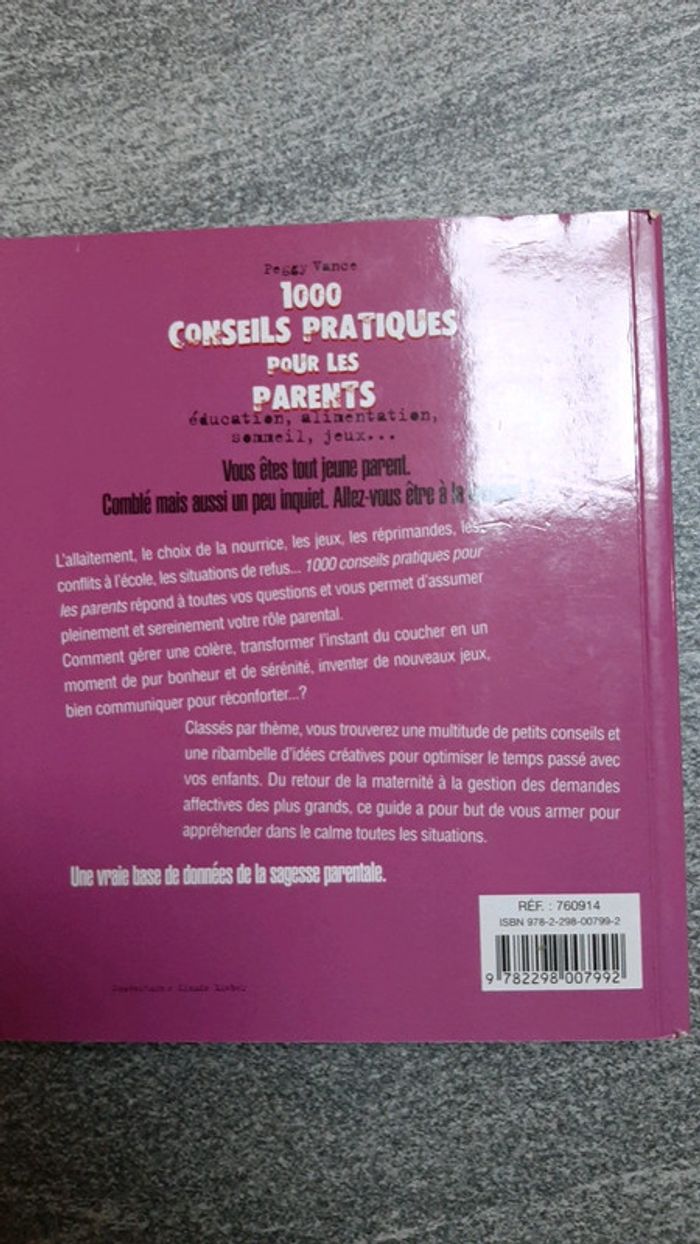 Peggy Vance
1000
CONSEILS PRATIQUES
POUR LES
PARENTS
éducation, alimentation,
sommeil, jeux...
Vous êtes tout jeune parent.
Comblé mais aussi un peu inquiet. Allez-vous être à la
L'allaitement, le choix de la nourrice, les jeux, les réprimandes, les
conflits à l'école, les situations de refus... 1000 conseils pratiques pour
les parents répond à toutes vos questions et vous permet d'assumer
pleinement et sereinement votre rôle parental.
Comment gérer une colère, transformer l'instant du coucher en un
moment de pur bonheur et de sérénité, inventer de nouveaux jeux,
bien communiquer pour réconforter...?
Classés par thème, vous trouverez une multitude de petits conseils et
une ribambelle d'idées créatives pour optimiser le temps passé avec
vos enfants. Du retour de la maternité à la gestion des demandes
affectives des plus grands, ce guide a pour but de vous armer pour
appréhender dans le calme toutes les situations.
Une vraie base de données de la sagesse parentale.
RÉF. : 760914
ISBN 978-2-298-00799-2
9 782298 007992